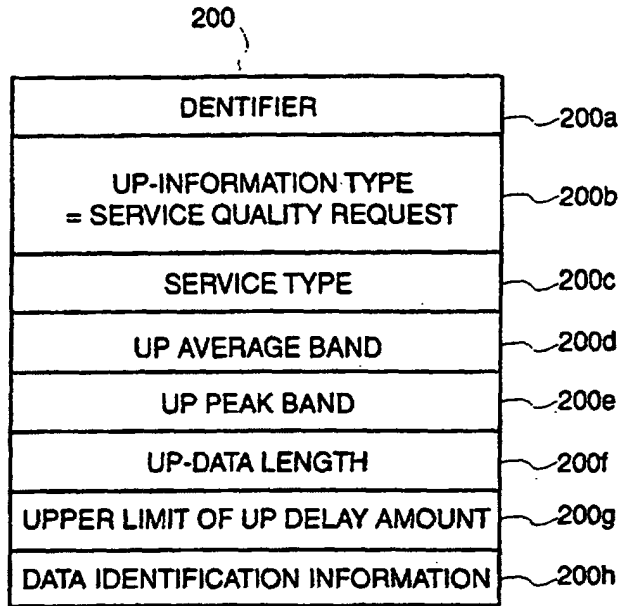 200
DENTIFIER
200a
UP-INFORMATION TYPE
= SERVICE QUALITY REQUEST
200b
SERVICE TYPE
200c
UP AVERAGE BAND
200d
UP PEAK BAND
200e
UP-DATA LENGTH
200f
UPPER LIMIT OF UP DELAY AMOUNT
200g
DATA IDENTIFICATION INFORMATION
200h